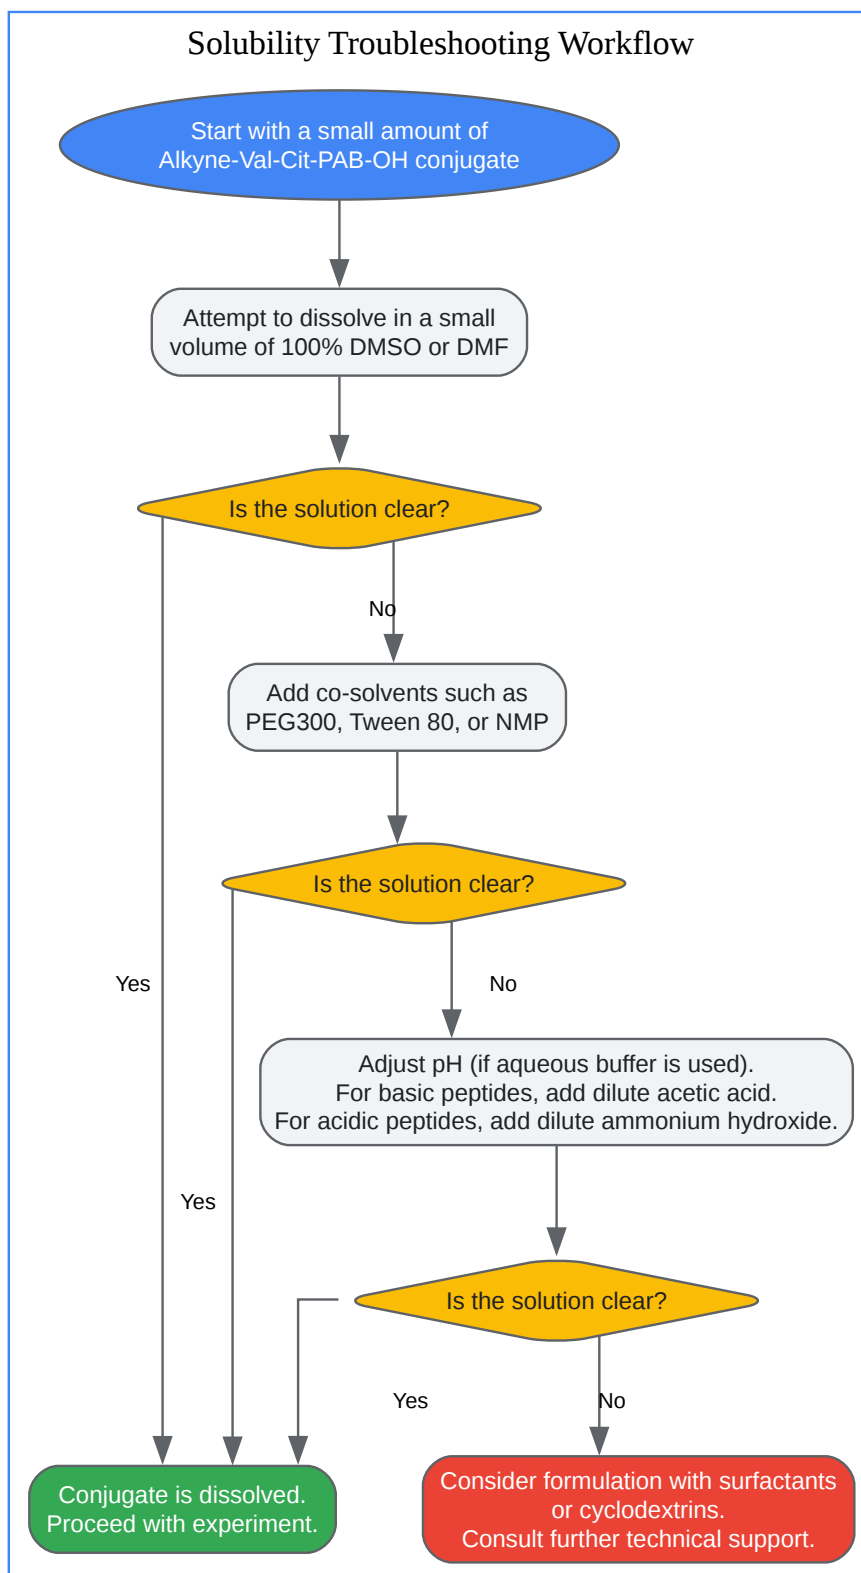 Solubility Troubleshooting Workflow
Start with a small amount of
Alkyne-Val-Cit-PAB-OH conjugate
Attempt to dissolve in a small
volume of 100% DMSO or DMF
Is the solution clear?
No
Add co-solvents such as
PEG300, Tween 80, or NMP
Is the solution clear?
Yes
No
Adjust pH (if aqueous buffer is used).
For basic peptides, add dilute acetic acid.
For acidic peptides, add dilute ammonium hydroxide.
Yes
Is the solution clear?
Yes
No
Conjugate is dissolved.
Proceed with experiment.
Consider formulation with surfactants
or cyclodextrins.
Consult further technical support.